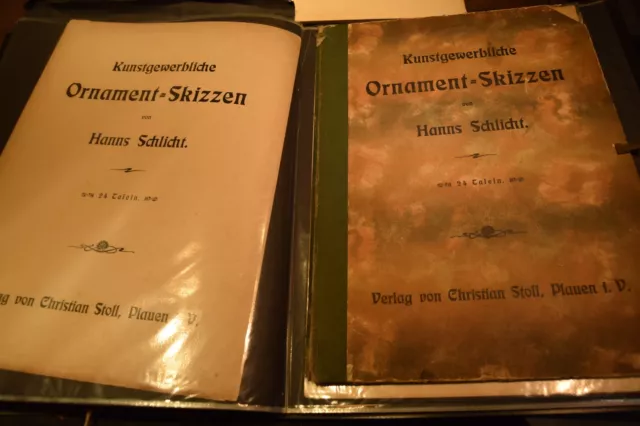 Kunstgewerbliche
Ornament-Skizzen
von
Hanns Schlicht.
24 Tafeln.
Verlag von Christian Stoll, Plauen i. V.
Kunstgewerbliche
Ornament-Skizzen
von
Hanns Schlicht.
24 Tafeln.
Verlag von Christian Stoll, Plauen i. V.